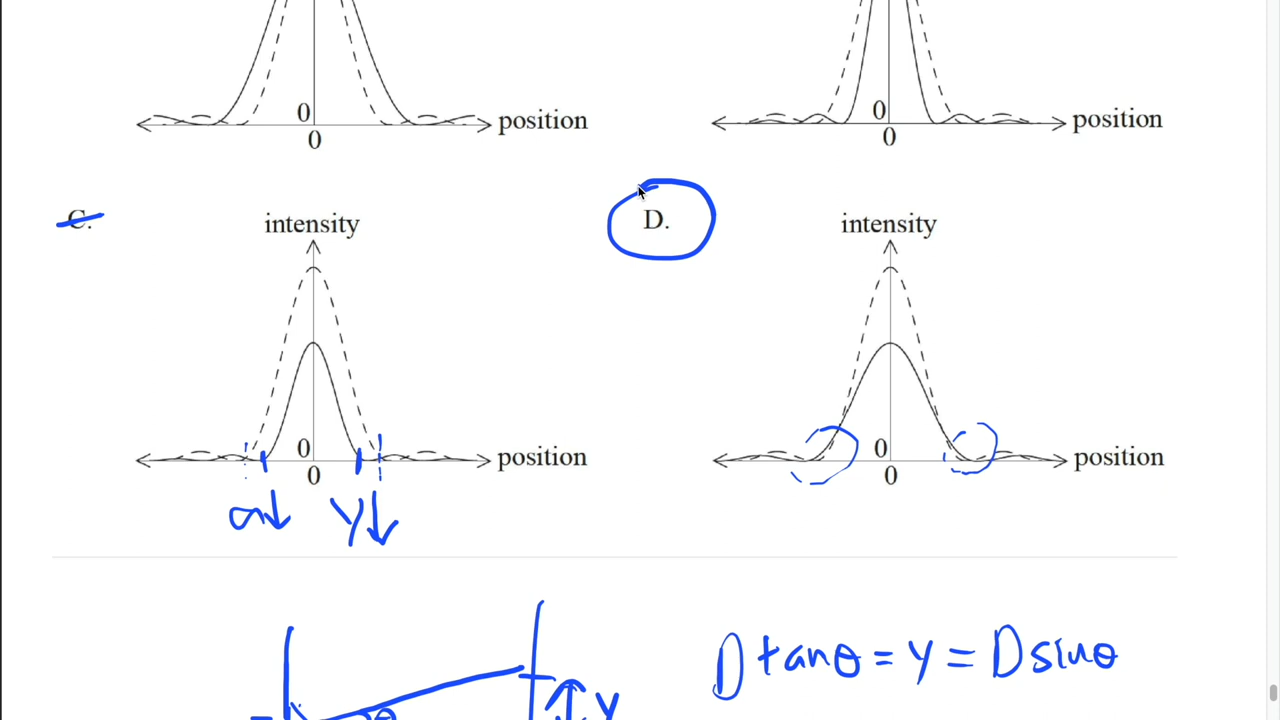 0
position
0
0
position
0
C.
intensity
0
position
0
D.
intensity
0
position
0
α↓ Y↓
D tanθ = y = D sinθ
θ
Y